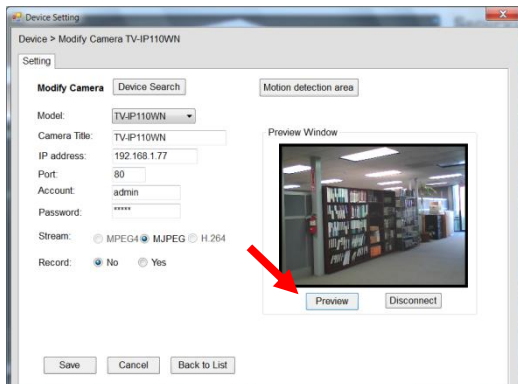 Device Setting
Device > Modify Camera TV-IP110WN
Setting
Modify Camera Device Search Motion detection area
Model: TV-IP110WN
Camera Title: TV-IP110WN
IP address: 192.168.1.77
Port: 80
Account: admin
Password: *****
Stream: MPEG4 MJPEG H.264
Record: No Yes
Preview Window
Preview Disconnect
Save Cancel Back to List